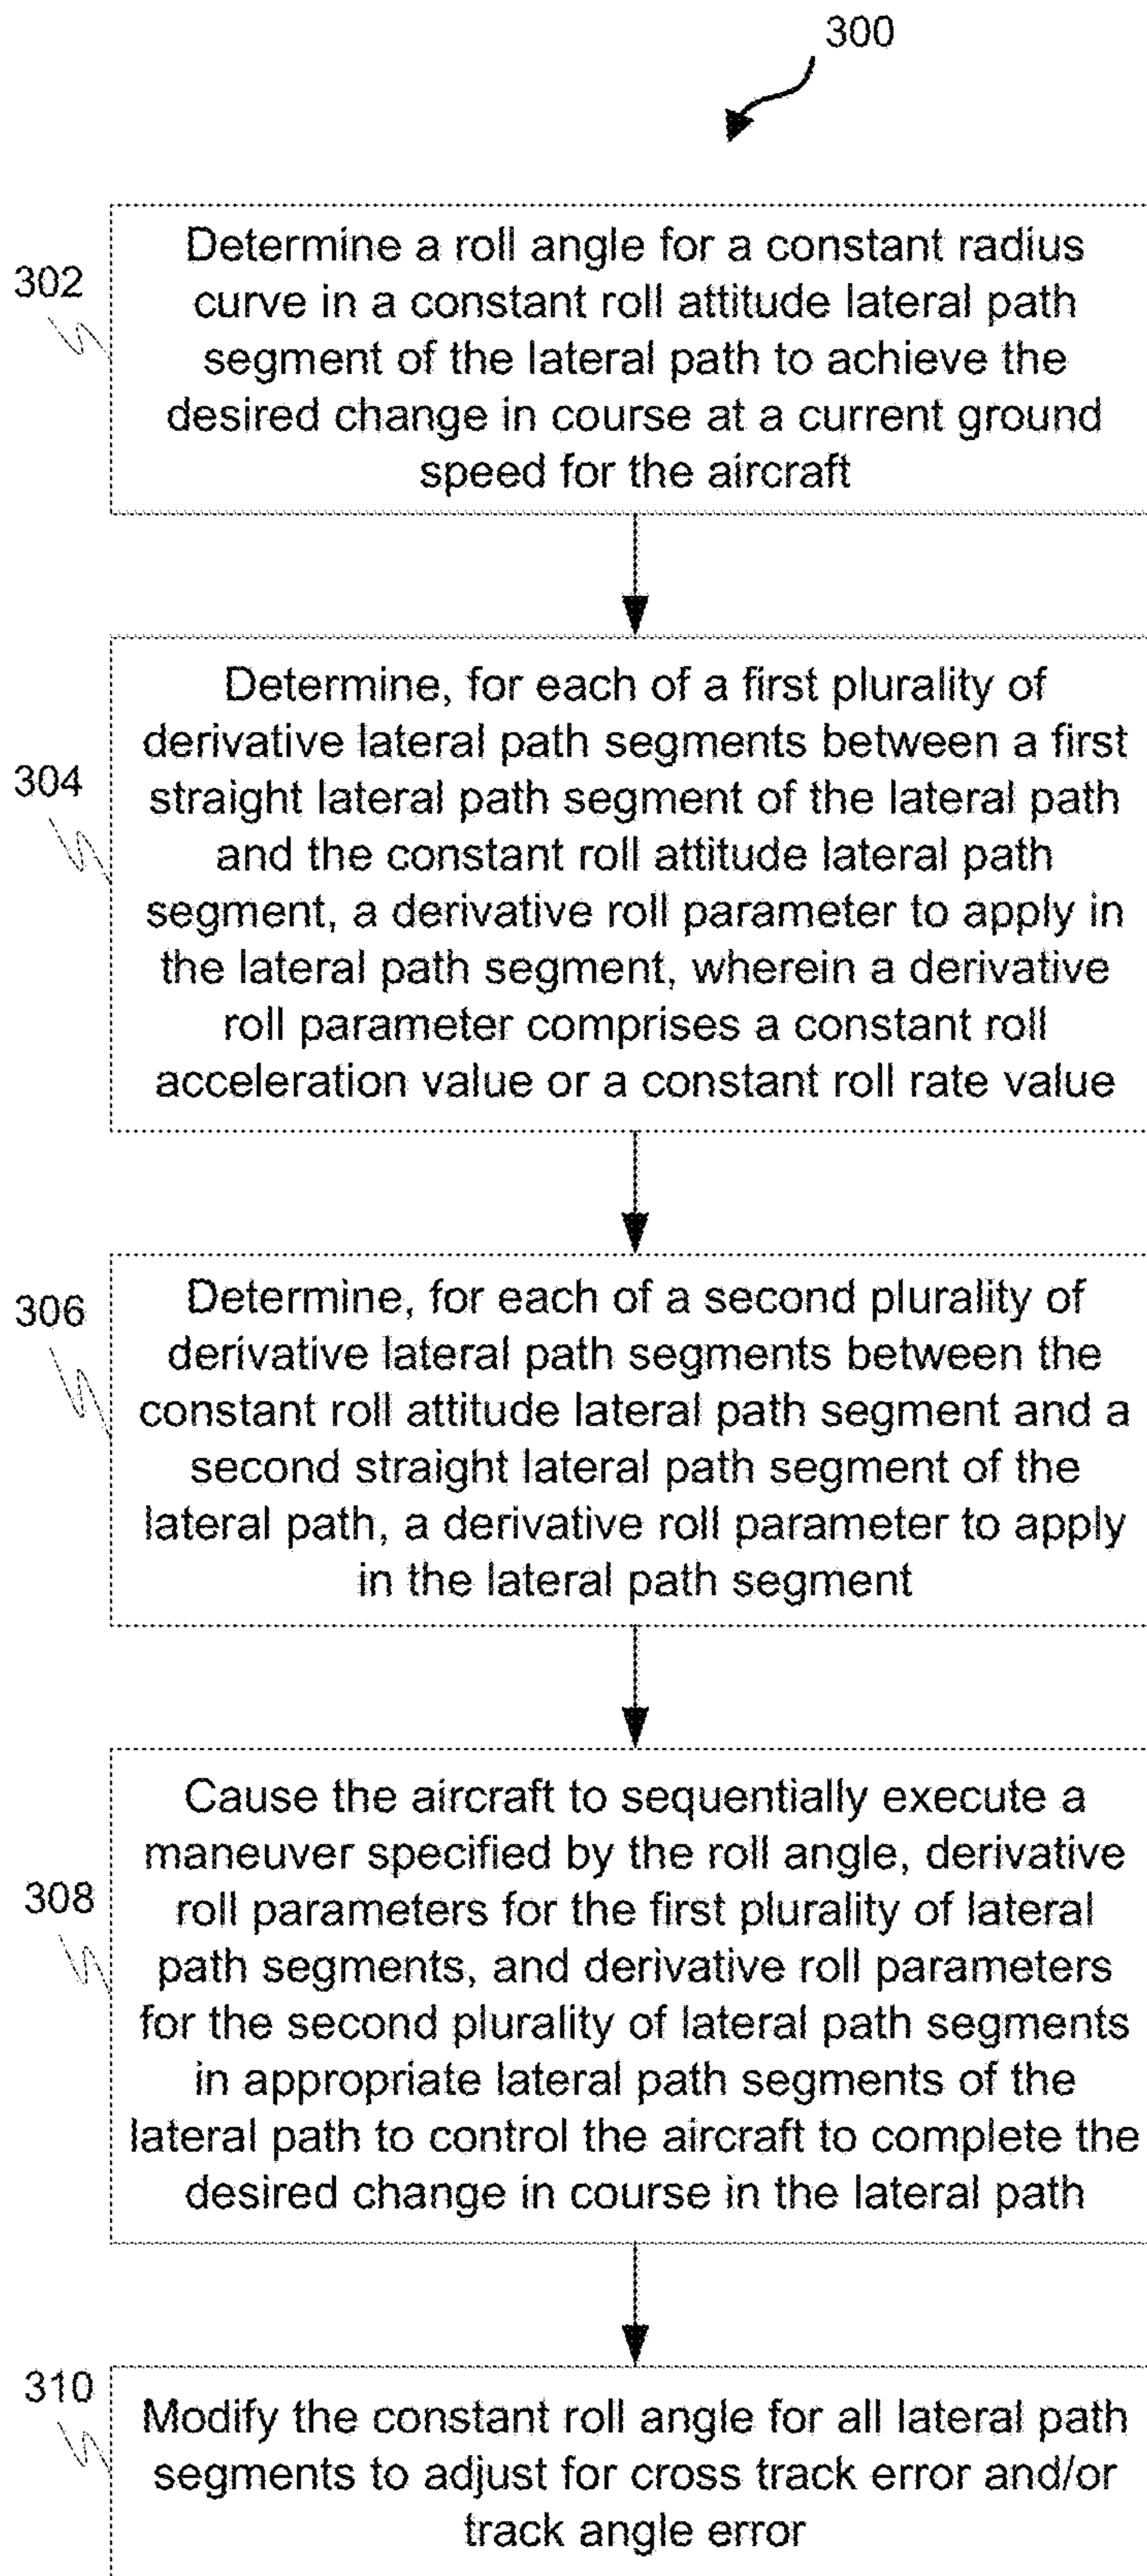 300
302
Determine a roll angle for a constant radius
curve in a constant roll attitude lateral path
segment of the lateral path to achieve the
desired change in course at a current ground
speed for the aircraft
304
Determine, for each of a first plurality of
derivative lateral path segments between a first
straight lateral path segment of the lateral path
and the constant roll attitude lateral path
segment, a derivative roll parameter to apply in
the lateral path segment, wherein a derivative
roll parameter comprises a constant roll
acceleration value or a constant roll rate value
306
Determine, for each of a second plurality of
derivative lateral path segments between the
constant roll attitude lateral path segment and a
second straight lateral path segment of the
lateral path, a derivative roll parameter to apply
in the lateral path segment
308
Cause the aircraft to sequentially execute a
maneuver specified by the roll angle, derivative
roll parameters for the first plurality of lateral
path segments, and derivative roll parameters
for the second plurality of lateral path segments
in appropriate lateral path segments of the
lateral path to control the aircraft to complete the
desired change in course in the lateral path
310
Modify the constant roll angle for all lateral path
segments to adjust for cross track error and/or
track angle error